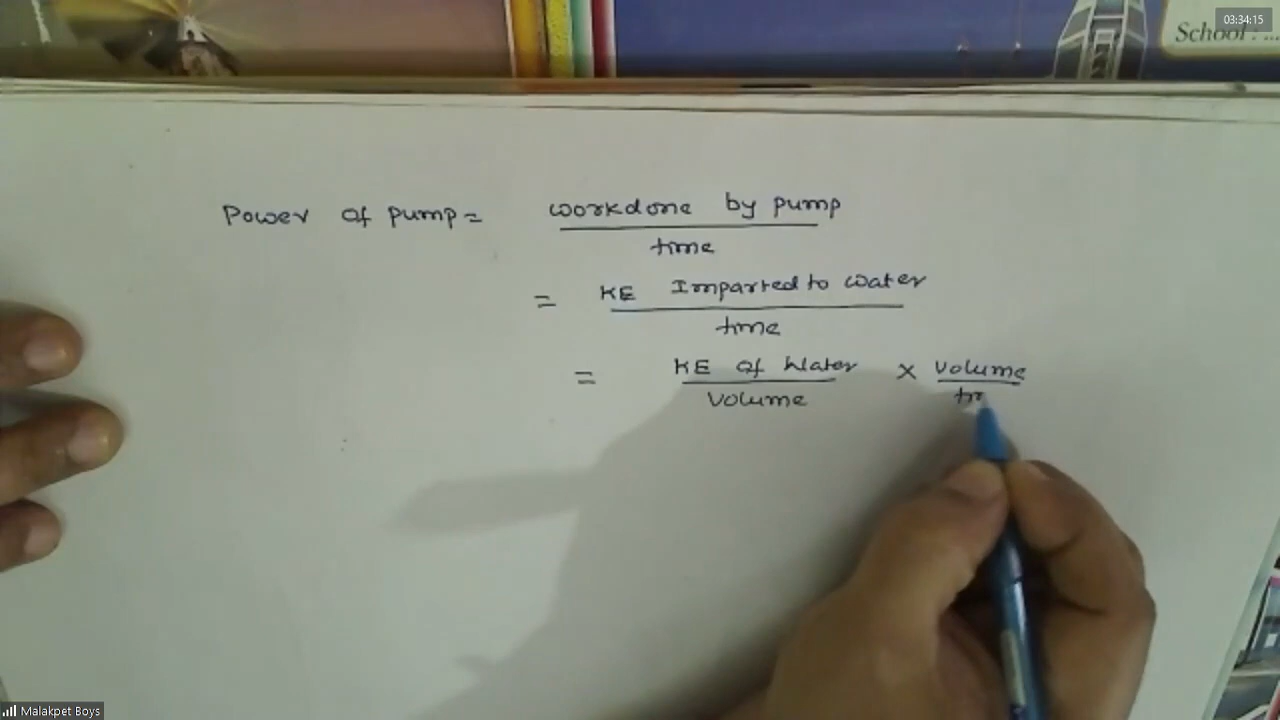 03:34:15
School
Power of pump = workdone by pump
time
= KE Imparted to water
time
= KE of water × volume
volume
Malakpet Boys